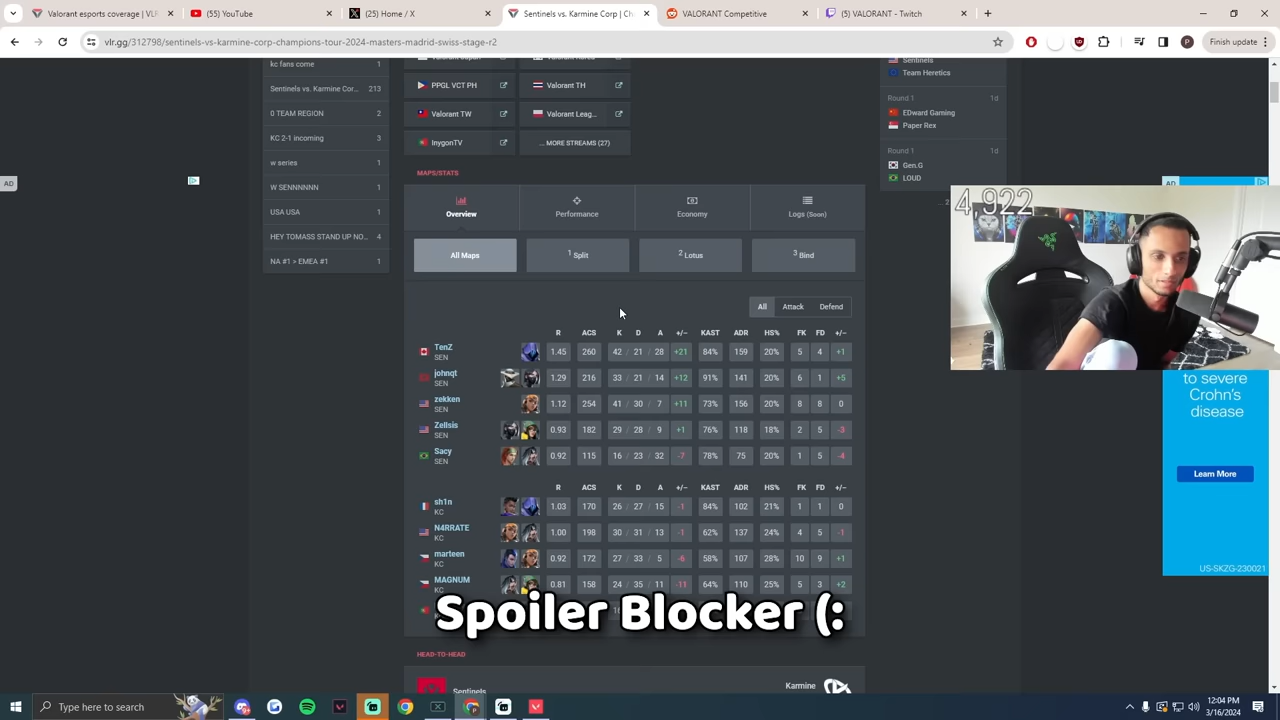 Valorants coverage | VLR.g
(55) YouTube
(55) Home / X
Sentinels vs. Karmine Corp
VALORANT Champions Tour
VALORANT - Twitch
vlr.gg/312798/sentinels-vs-karmine-corp-champions-tour-2024-masters-madrid-swiss-stage-r2
P
Finish update
kc fans come 1
Sentinels vs. Karmine Cor... 213
0 TEAM REGION 2
KC 2-1 incoming 3
w series 1
W SENNNNNN 1
USA USA 1
HEY TOMASS STAND UP NO... 4
NA #1 > EMEA #1 1
AD
PPGL VCT PH
Valorant TH
Valorant TW
Valorant Leag...
InygonTV
... MORE STREAMS (27)
MAPS/STATS
Overview
Performance
Economy
Logs (Soon)
All Maps
1 Split
2 Lotus
3 Bind
All Attack Defend
R ACS K D A +/– KAST ADR HS% FK FD +/–
TenZ
SEN
1.45 260 42 / 21 / 28 +21 84% 159 20% 5 4 +1
johnqt
SEN
1.29 216 33 / 21 / 14 +12 91% 141 20% 6 1 +5
zekken
SEN
1.12 254 41 / 30 / 7 +11 73% 156 20% 8 8 0
Zellsis
SEN
0.93 182 29 / 28 / 9 +1 76% 118 18% 2 5 -3
Sacy
SEN
0.92 115 16 / 23 / 32 -7 78% 75 20% 1 5 -4
R ACS K D A +/– KAST ADR HS% FK FD +/–
sh1n
KC
1.03 170 26 / 27 / 15 -1 84% 102 21% 1 1 0
N4RRATE
KC
1.00 198 30 / 31 / 13 -1 62% 137 24% 4 5 -1
marteen
KC
0.92 172 27 / 33 / 5 -6 58% 107 28% 10 9 +1
MAGNUM
KC
0.81 158 24 / 35 / 11 -11 64% 110 25% 5 3 +2
Spoiler Blocker (:
HEAD-TO-HEAD
Sentinels
Karmine
Sentinels
Team Heretics
Round 1 1d
EDward Gaming
Paper Rex
Round 1 1d
Gen.G
LOUD
AD
4,922
to severe
Crohn's
disease
Learn More
US-SKZG-230021
Type here to search
12:04 PM
3/16/2024